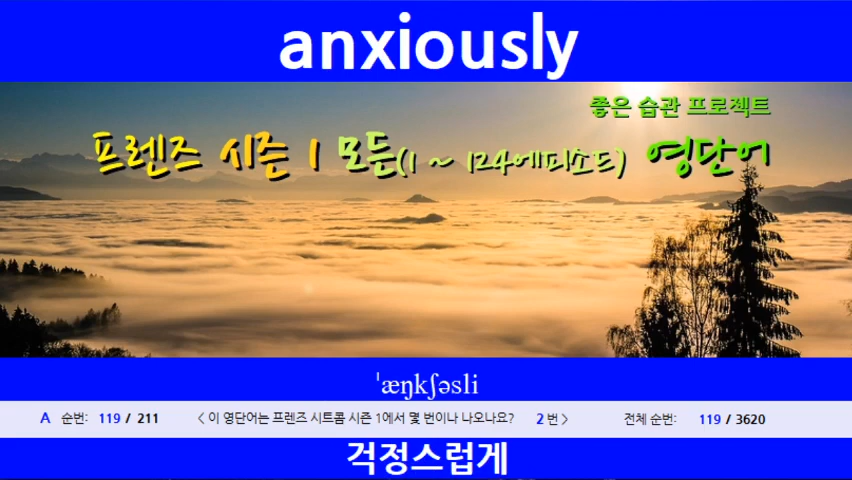 anxiously
좋은 습관 프로젝트
프렌즈 시즌 1 모든(1 ~ 124에피소드) 영단어
ˈæŋkʃəsli
A 순번: 119 / 211 < 이 영단어는 프렌즈 시트콤 시즌 1에서 몇 번이나 나오나요? 2 번 > 전체 순번: 119 / 3620
걱정스럽게